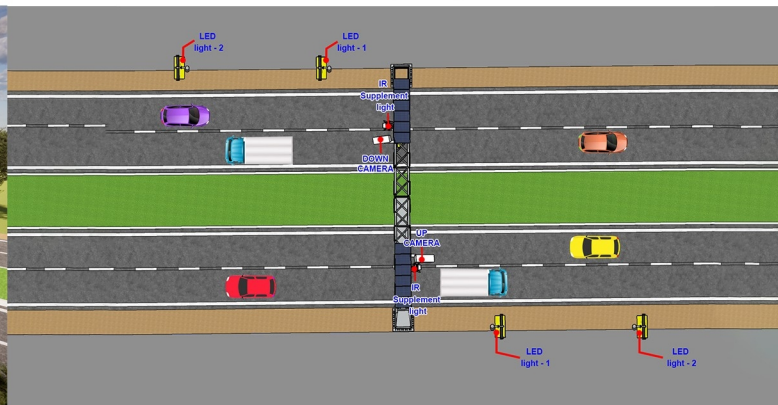 LED
light - 2
LED
light - 1
IR
Supplement
light
DOWN
CAMERA
UP
CAMERA
IR
Supplement
light
LED
light - 1
LED
light - 2